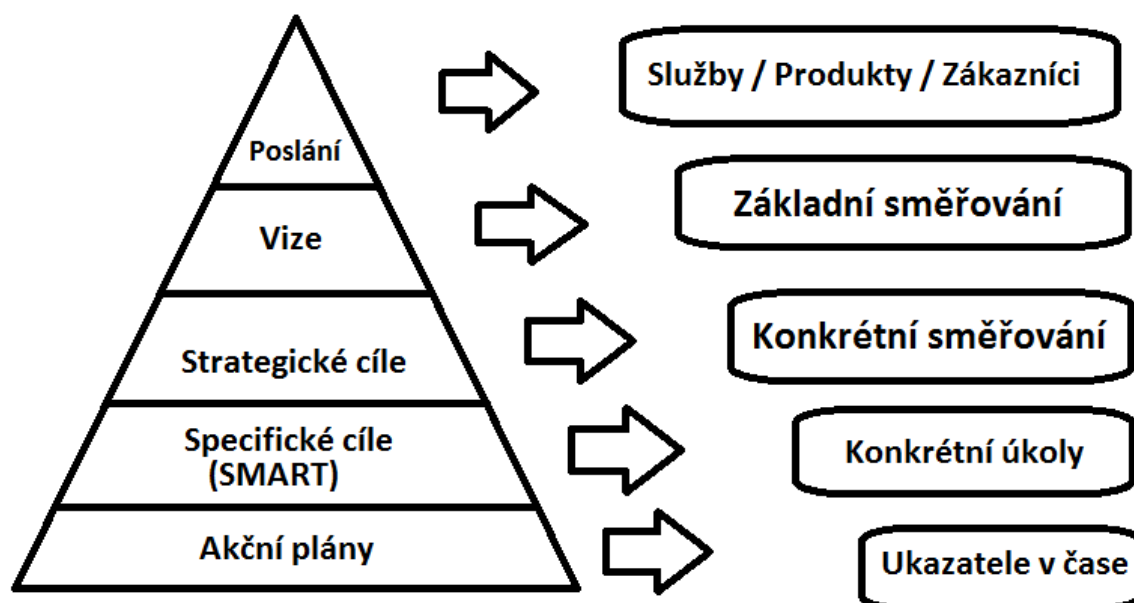 Poslání
Služby / Produkty / Zákazníci
Vize
Základní směřování
Strategické cíle
Konkrétní směřování
Specifické cíle
(SMART)
Konkrétní úkoly
Akční plány
Ukazatele v čase